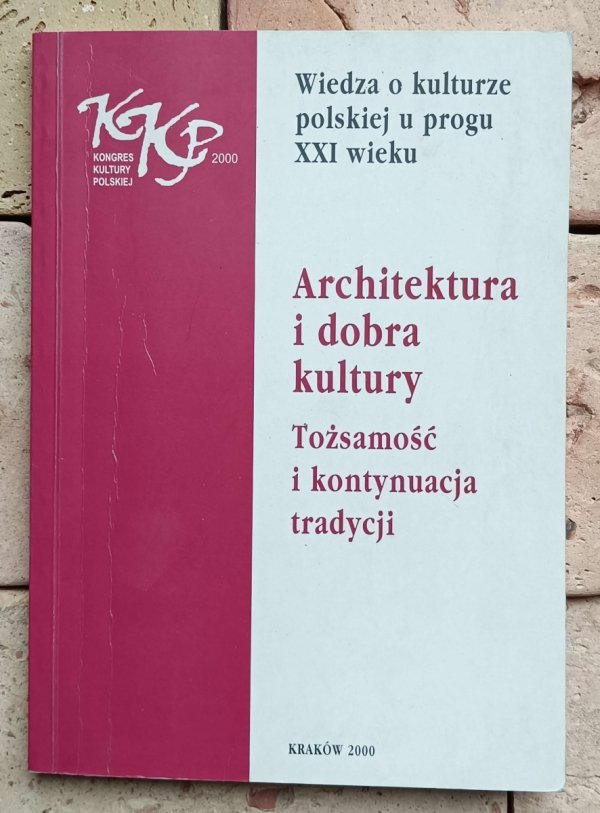 KKP
KONGRES
KULTURY
POLSKIEJ
2000
Wiedza o kulturze
polskiej u progu
XXI wieku
Architektura
i dobra
kultury
Tożsamość
i kontynuacja
tradycji
KRAKÓW 2000